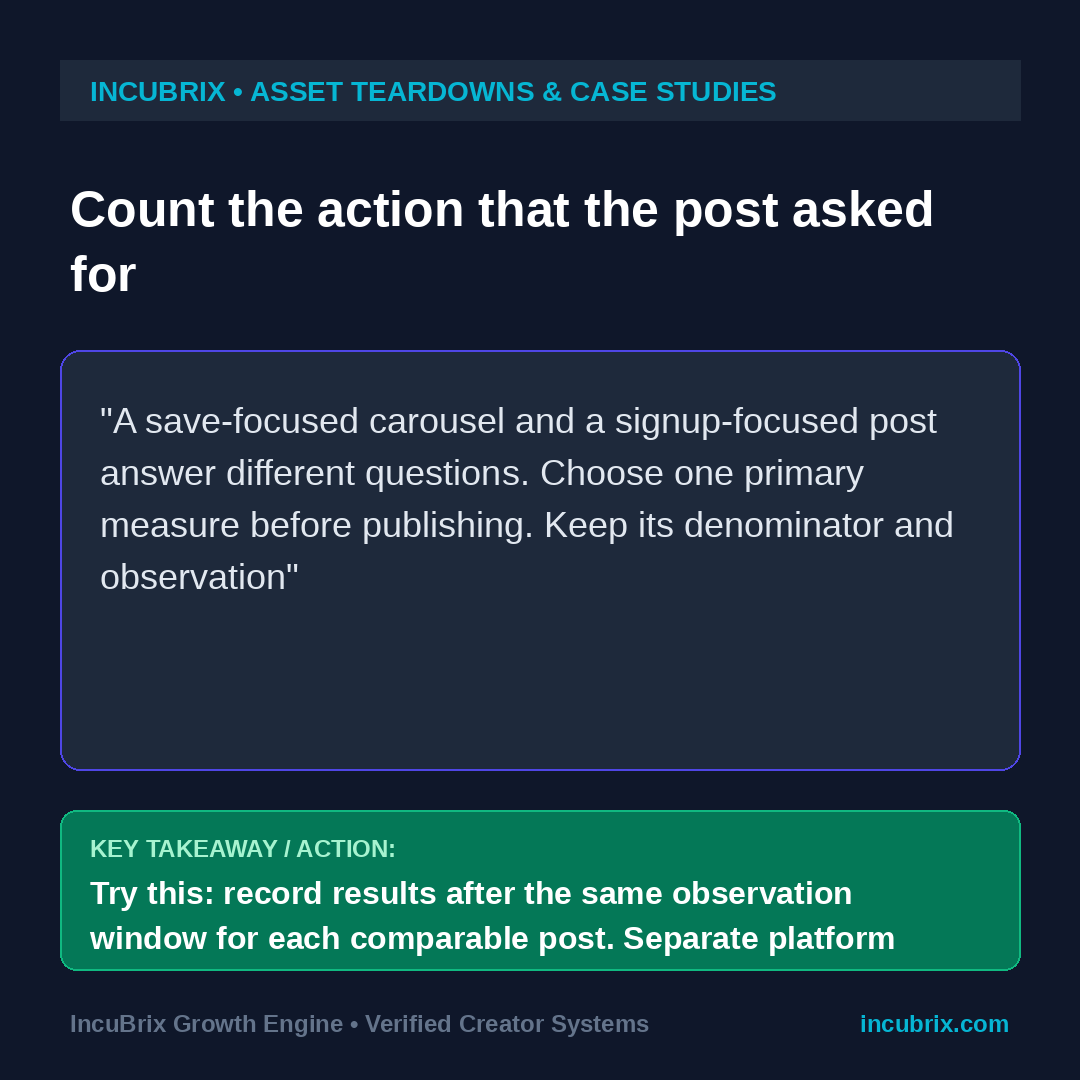 INCUBRIX • ASSET TEARDOWNS & CASE STUDIES
Count the action that the post asked
for
"A save-focused carousel and a signup-focused post
answer different questions. Choose one primary
measure before publishing. Keep its denominator and
observation"
KEY TAKEAWAY / ACTION:
Try this: record results after the same observation
window for each comparable post. Separate platform
IncuBrix Growth Engine • Verified Creator Systems
incubrix.com